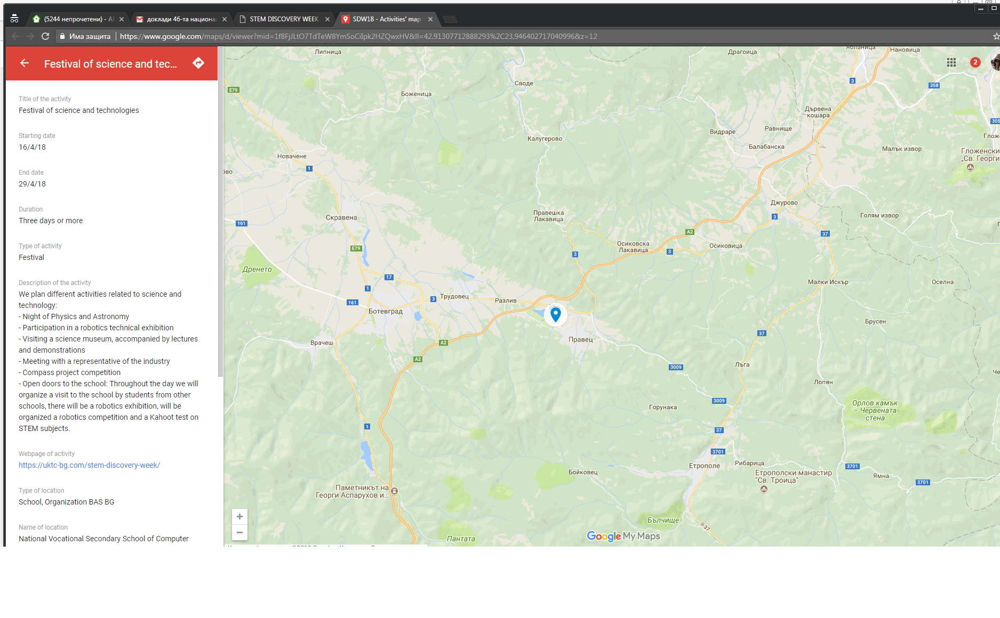 (5244 непрочетени) - AI
доклади 46-та национал
STEM DISCOVERY WEEK
SDW18 - Activities' map
Има защита
https://www.google.com/maps/d/viewer?mid=1f8FjJLtO7TdTeW8YmSoCiIpk2HZQwxHV&ll=42.91307712888293%2C23.946402717040996&z=12
Festival of science and tec...
Title of the activity
Festival of science and technologies
Starting date
16/4/18
End date
29/4/18
Duration
Three days or more
Type of activity
Festival
Description of the activity
We plan different activities related to science and
technology:
- Night of Physics and Astronomy
- Participation in a robotics technical exhibition
- Visiting a science museum, accompanied by lectures
and demonstrations
- Meeting with a representative of the industry
- Compass project competition
- Open doors to the school: Throughout the day we will
organize a visit to the school by students from other
schools, there will be a robotics exhibition, will be
organized a robotics competition and a Kahoot test on
STEM subjects.
Webpage of activity
https://uktc-bg.com/stem-discovery-week/
Type of location
School, Organization BAS BG
Name of location
National Vocational Secondary School of Computer
2
Липница
Драгоица
Ябланица
Нановица
E79
Боженица
Своде
3
358
Дървена
кошара
305
Калугерово
Видраре
Равнище
Балабанска
Малък извор
Гложе
Гложенски
„Св. Георги
Новачене
1
ово
161
Скравена
Правешка
Лакавица
Джурово
3
Голям извор
A2
37
E79
3
Осиковска
Лакавица
3
Осиковица
Дренето
17
1
Малки Искър
Оселна
161
3
Трудовец
Разлив
Ботевград
Брусен
37
Врачеш
A2
Правец
A2
3009
Лъга
Лопян
Че
3009
Горунака
Орлов камък
– Червената
стена
1
37
3701
Етрополе
Рибарица
3701
Бойковец
Етрополски манастир
"Св. Троица"
Ямна
3701
Паметникът на
Георги Аспарухов и...
Бълчище
II-37
Пантата
Google My Maps